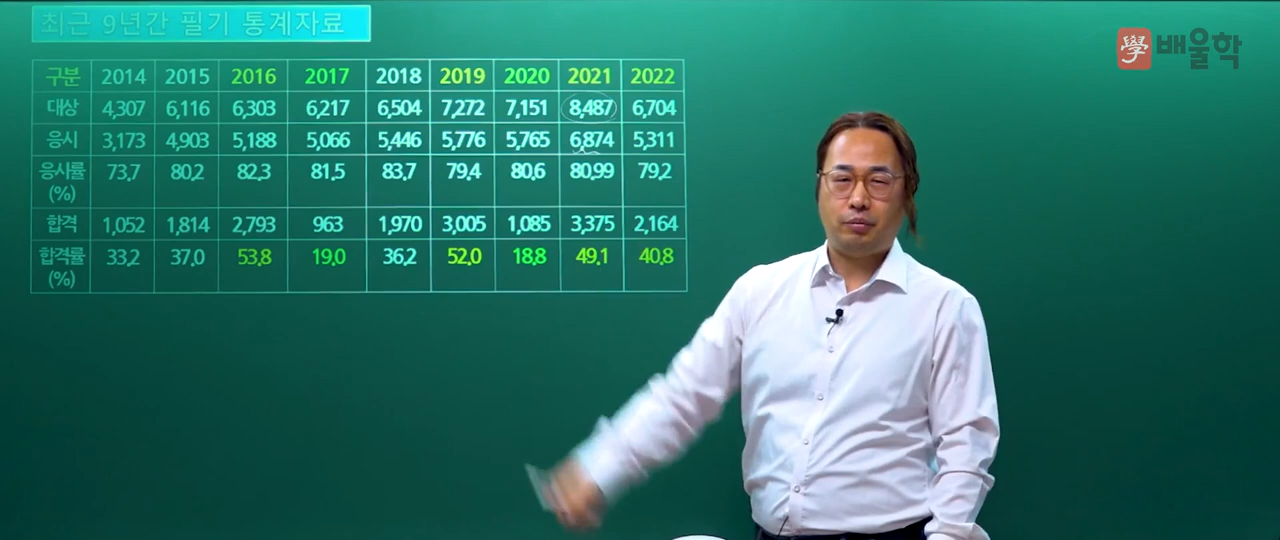 최근 9년간 필기 통계자료
學 배울학
구분 2014 2015 2016 2017 2018 2019 2020 2021 2022
대상 4,307 6,116 6,303 6,217 6,504 7,272 7,151 8,487 6,704
응시 3,173 4,903 5,188 5,066 5,446 5,776 5,765 6,874 5,311
응시률 73.7 80.2 82.3 81.5 83.7 79.4 80.6 80.99 79.2
(%)
합격 1,052 1,814 2,793 963 1,970 3,005 1,085 3,375 2,164
합격률 33.2 37.0 53.8 19.0 36.2 52.0 18.8 49.1 40.8
(%)